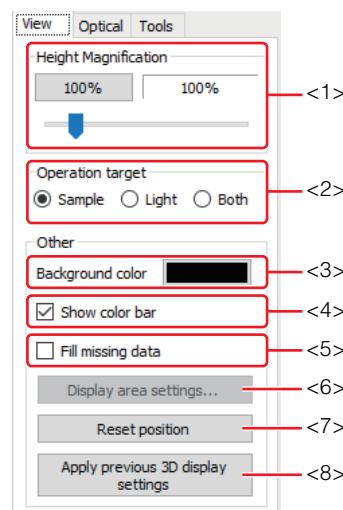 View Optical Tools
Height Magnification
100% 100% <1>
Operation target
Sample Light Both <2>
Other
Background color <3>
Show color bar <4>
Fill missing data <5>
Display area settings... <6>
Reset position <7>
Apply previous 3D display
settings <8>